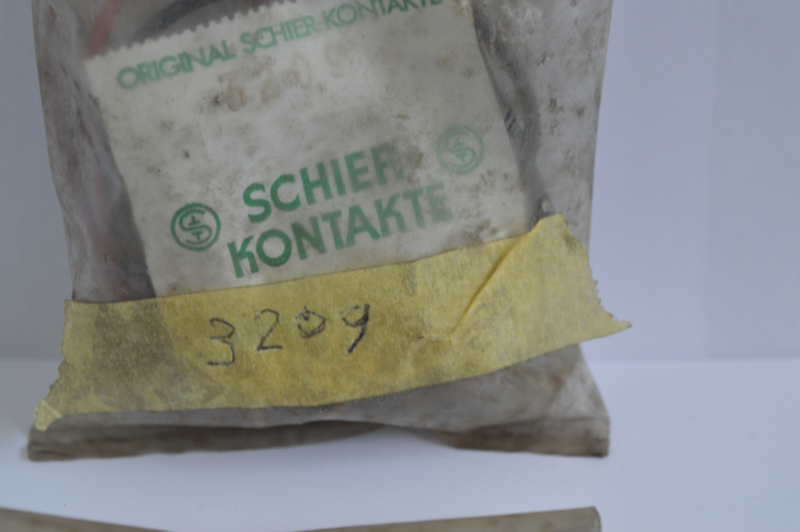 ORIGINAL SCHIER-KONTAKTE
SCHIER
KONTAKTE
3209